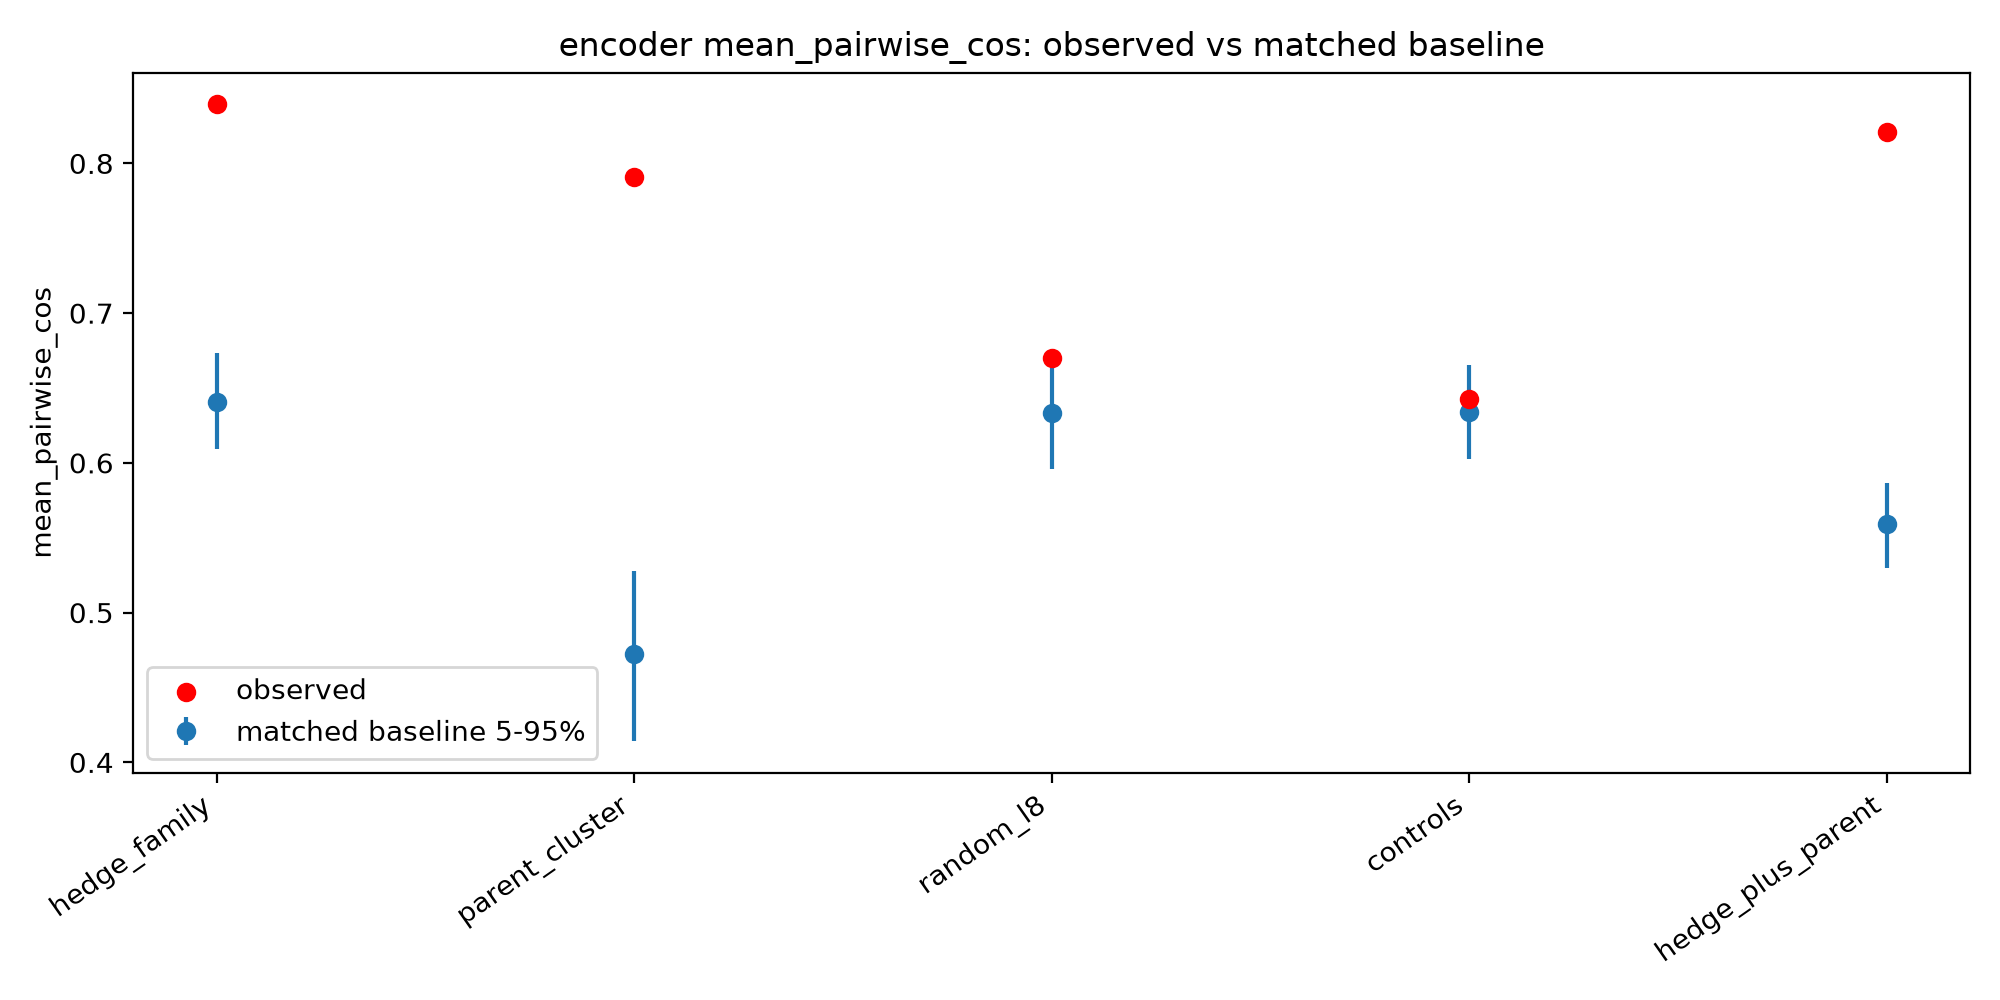 encoder mean_pairwise_cos: observed vs matched baseline
mean_pairwise_cos
0.8
0.7
0.6
0.5
0.4
observed
matched baseline 5-95%
hedge_family
parent_cluster
random_l8
controls
hedge_plus_parent